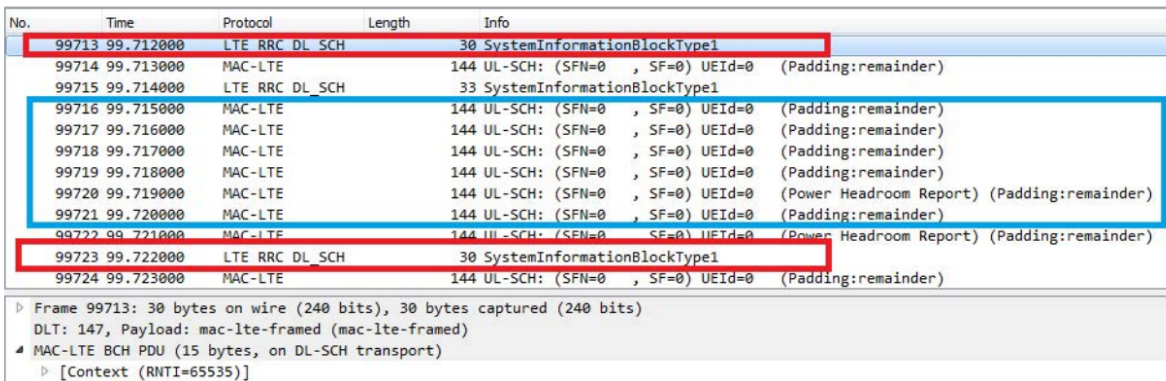 No. Time Protocol Length Info
99713 99.712000 LTE RRC DL_SCH 30 SystemInformationBlockType1
99714 99.713000 MAC-LTE 144 UL-SCH: (SFN=0 , SF=0) UEId=0 (Padding:remainder)
99715 99.714000 LTE RRC DL_SCH 33 SystemInformationBlockType1
99716 99.715000 MAC-LTE 144 UL-SCH: (SFN=0 , SF=0) UEId=0 (Padding:remainder)
99717 99.716000 MAC-LTE 144 UL-SCH: (SFN=0 , SF=0) UEId=0 (Padding:remainder)
99718 99.717000 MAC-LTE 144 UL-SCH: (SFN=0 , SF=0) UEId=0 (Padding:remainder)
99719 99.718000 MAC-LTE 144 UL-SCH: (SFN=0 , SF=0) UEId=0 (Padding:remainder)
99720 99.719000 MAC-LTE 144 UL-SCH: (SFN=0 , SF=0) UEId=0 (Power Headroom Report) (Padding:remainder)
99721 99.720000 MAC-LTE 144 UL-SCH: (SFN=0 , SF=0) UEId=0 (Padding:remainder)
99722 99.721000 MAC-LTE 144 UL-SCH: (SFN=0 , SF=0) UEId=0 (Power Headroom Report) (Padding:remainder)
99723 99.722000 LTE RRC DL_SCH 30 SystemInformationBlockType1
99724 99.723000 MAC-LTE 144 UL-SCH: (SFN=0 , SF=0) UEId=0 (Padding:remainder)
Frame 99713: 30 bytes on wire (240 bits), 30 bytes captured (240 bits)
DLT: 147, Payload: mac-lte-framed (mac-lte-framed)
MAC-LTE BCH PDU (15 bytes, on DL-SCH transport)
[Context (RNTI=65535)]